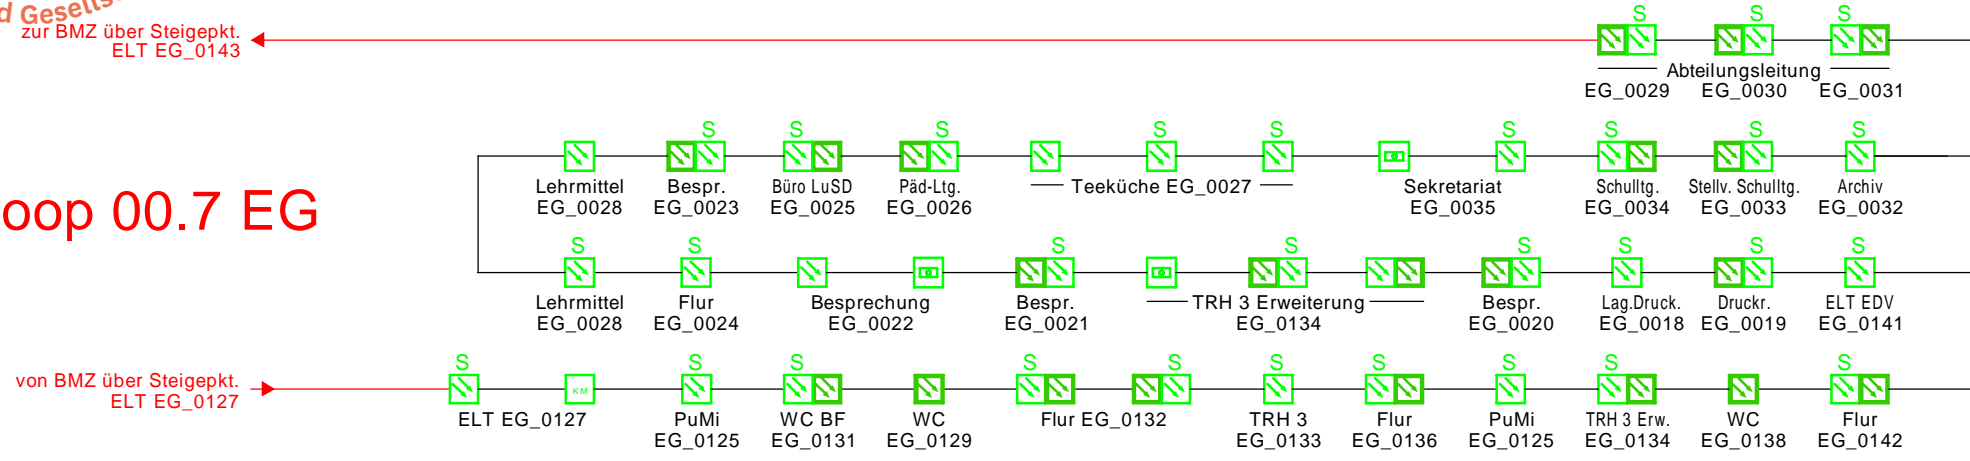 d Gesells
zur BMZ über Steigepkt.
ELT EG_0143
S S S
Abteilungsleitung
EG_0029 EG_0030 EG_0031
S S S S S S S S S
Lehrmittel Bespr. Büro LuSD Päd-Ltg. Teeküche EG_0027 Sekretariat Schulltg. Stellv. Schulltg. Archiv
EG_0028 EG_0023 EG_0025 EG_0026 EG_0035 EG_0034 EG_0033 EG_0032
oop 00.7 EG
S S S S S S S S
Lehrmittel Flur Besprechung Bespr. TRH 3 Erweiterung Bespr. Lag.Druck. Druckr. ELT EDV
EG_0028 EG_0024 EG_0022 EG_0021 EG_0134 EG_0020 EG_0018 EG_0019 EG_0141
von BMZ über Steigepkt.
ELT EG_0127
S S S S S S S S S S
KM
ELT EG_0127 PuMi WC BF WC Flur EG_0132 TRH 3 Flur PuMi TRH 3 Erw. WC Flur
EG_0125 EG_0131 EG_0129 EG_0133 EG_0136 EG_0125 EG_0134 EG_0138 EG_0142